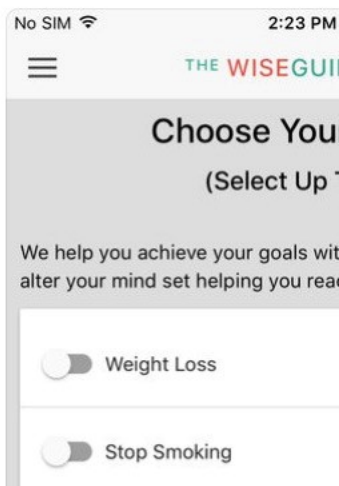 No SIM 2:23 PM
THE WISEGUI
Choose You
(Select Up
We help you achieve your goals wit
alter your mind set helping you rea
Weight Loss
Stop Smoking